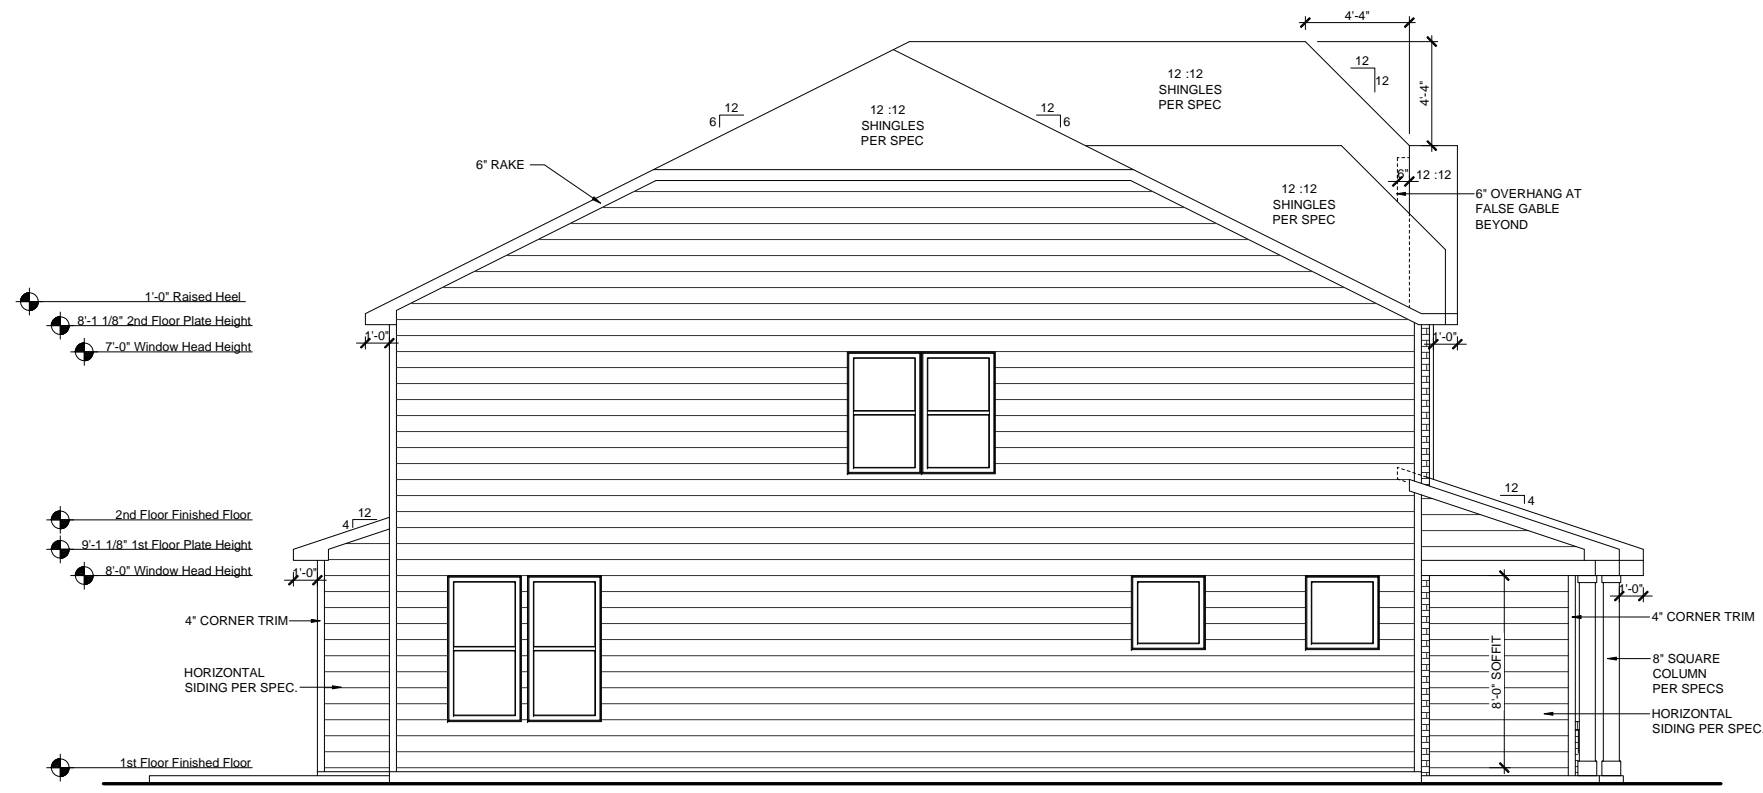 4'-4"
12
12
4'-4"
12 :12
SHINGLES
PER SPEC
12
6
12 :12
SHINGLES
PER SPEC
12
6
6" RAKE
6"
12 :12
12 :12
SHINGLES
PER SPEC
6" OVERHANG AT
FALSE GABLE
BEYOND
1'-0" Raised Heel
8'-1 1/8" 2nd Floor Plate Height
7'-0" Window Head Height
1'-0"
1'-0"
12
4
2nd Floor Finished Floor
12
4
9'-1 1/8" 1st Floor Plate Height
8'-0" Window Head Height
1'-0"
1'-0"
4" CORNER TRIM
4" CORNER TRIM
8'-0" SOFFIT
8" SQUARE
COLUMN
PER SPECS
HORIZONTAL
SIDING PER SPEC.
HORIZONTAL
SIDING PER SPEC.
1st Floor Finished Floor